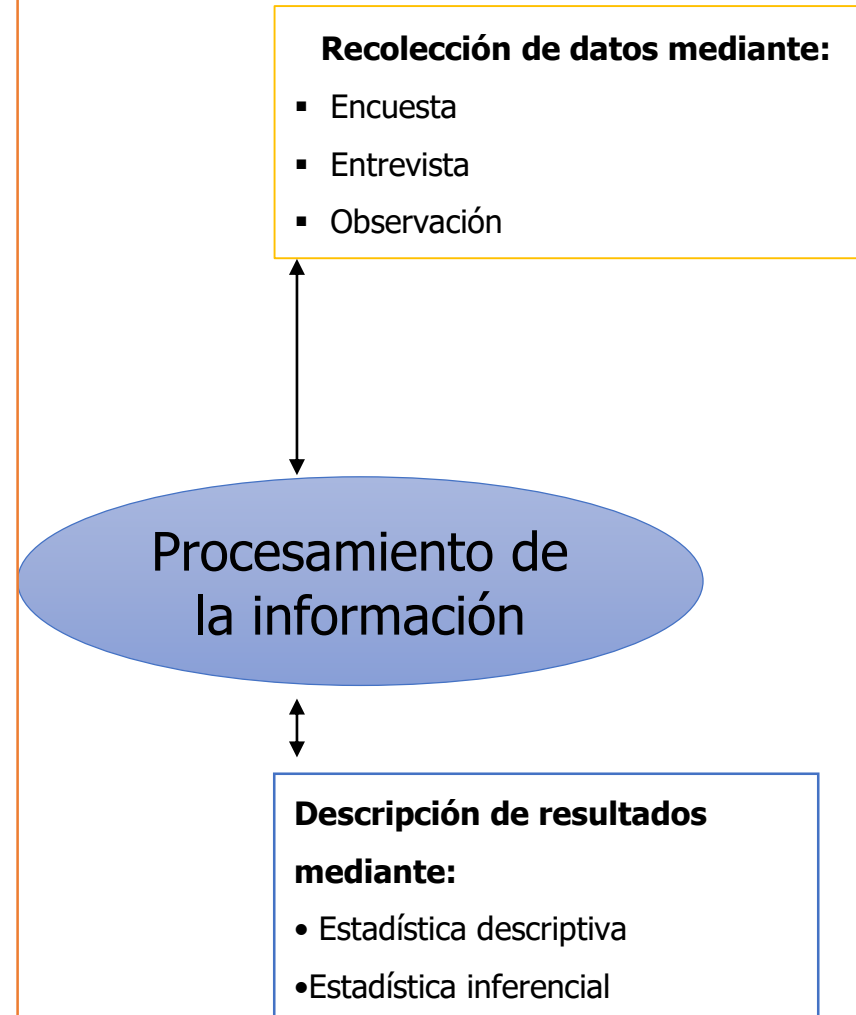 Recolección de datos mediante:
▪ Encuesta
▪ Entrevista
▪ Observación
Procesamiento de
la información
Descripción de resultados
mediante:
• Estadística descriptiva
•Estadística inferencial